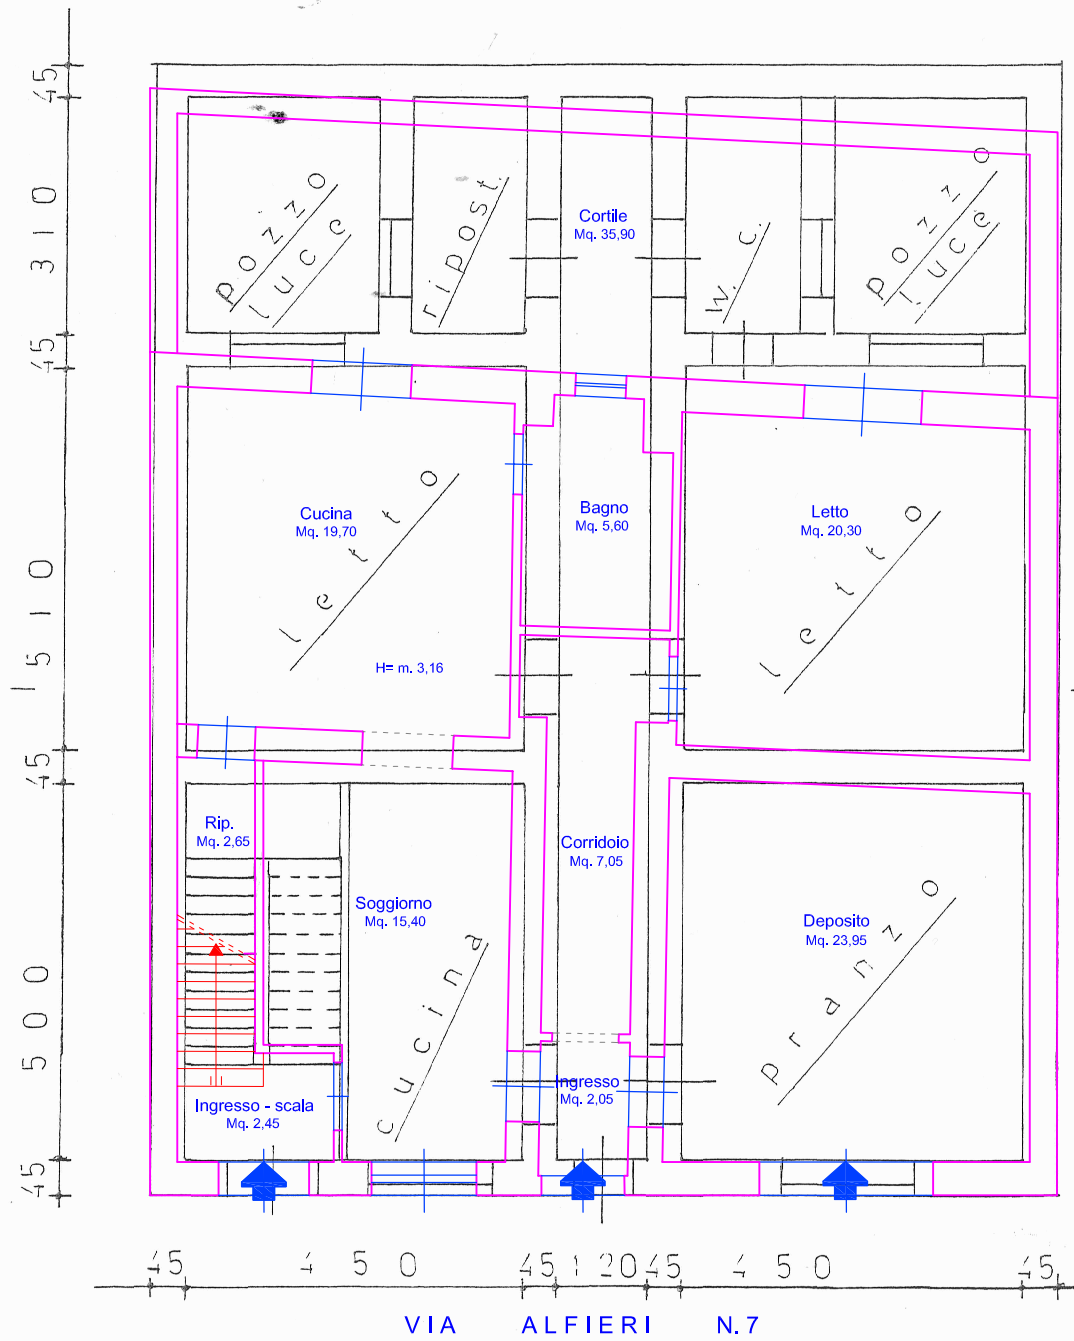 45
310
45
510
45
500
45
pozzo
luce
ripost.
Cortile
Mq. 35,90
w. c.
pozzo
luce
Cucina
Mq. 19,70
letto
H= m. 3,16
Bagno
Mq. 5,60
Letto
Mq. 20,30
letto
Rip.
Mq. 2,65
Soggiorno
Mq. 15,40
cucina
Corridoio
Mq. 7,05
Deposito
Mq. 23,95
pranzo
Ingresso - scala
Mq. 2,45
Ingresso
Mq. 2,05
45 450 45 120 45 450 45
VIA ALFIERI N.7